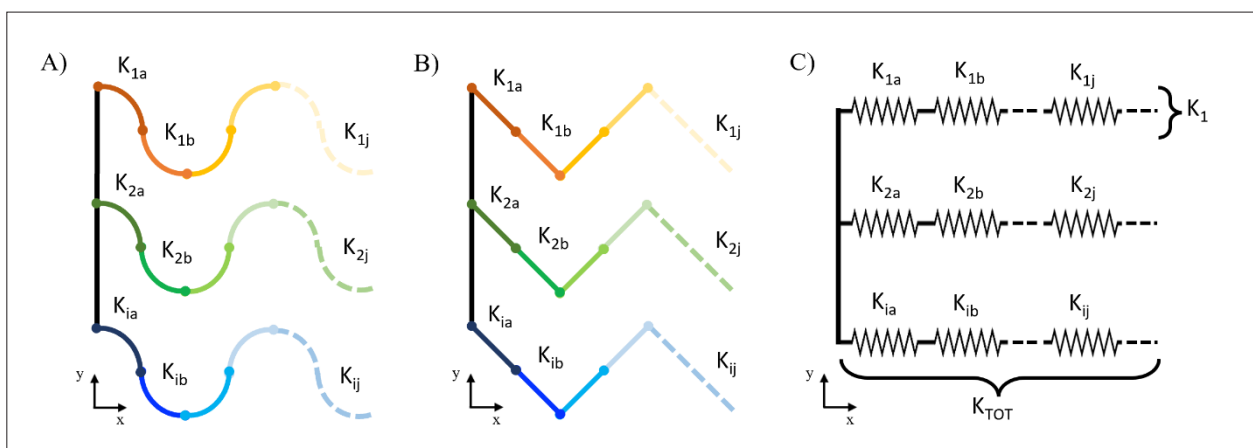 A)
K1a
K1b
K1j
K2a
K2b
K2j
Kia
Kib
Kij
y
x
B)
K1a
K1b
K1j
K2a
K2b
K2j
Kia
Kib
Kij
y
x
C)
K1a K1b K1j
K1
K2a K2b K2j
Kia Kib Kij
y
x
KTOT